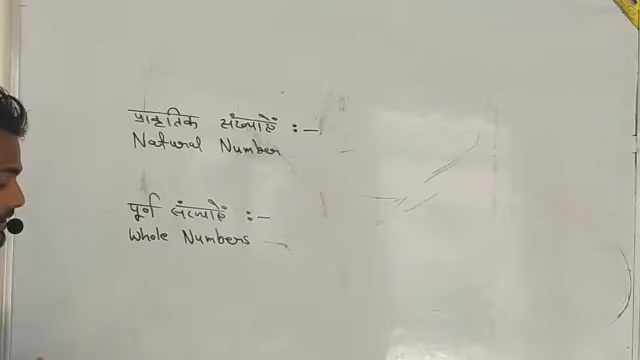 प्राकृतिक संख्याएँ :-
Natural Number
पूर्ण संख्याएँ :-
Whole Numbers